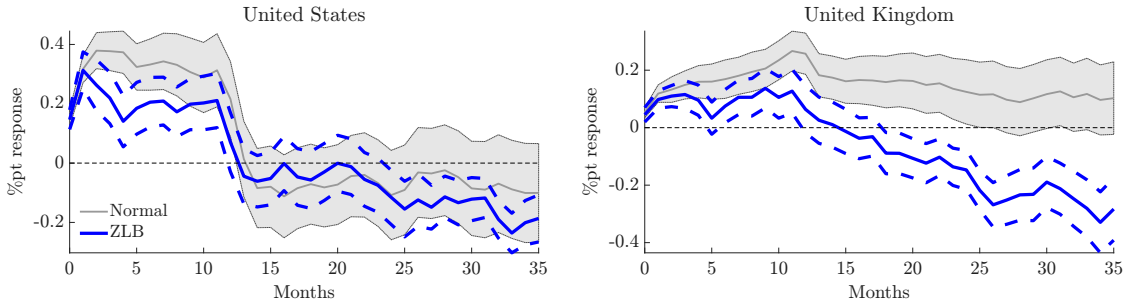 United States
%pt response
0.4
0.2
0
-0.2
Normal
ZLB
0 5 10 15 20 25 30 35
Months
United Kingdom
%pt response
0.2
0
-0.2
-0.4
0 5 10 15 20 25 30 35
Months